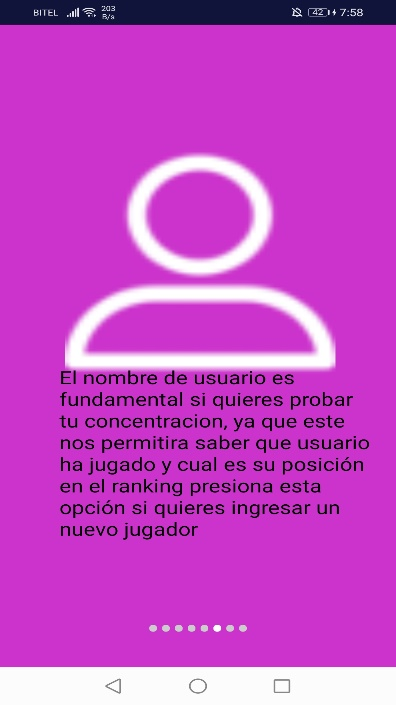 BITEL 203 B/s 42 7:58
El nombre de usuario es
fundamental si quieres probar
tu concentracion, ya que este
nos permitira saber que usuario
ha jugado y cual es su posición
en el ranking presiona esta
opción si quieres ingresar un
nuevo jugador